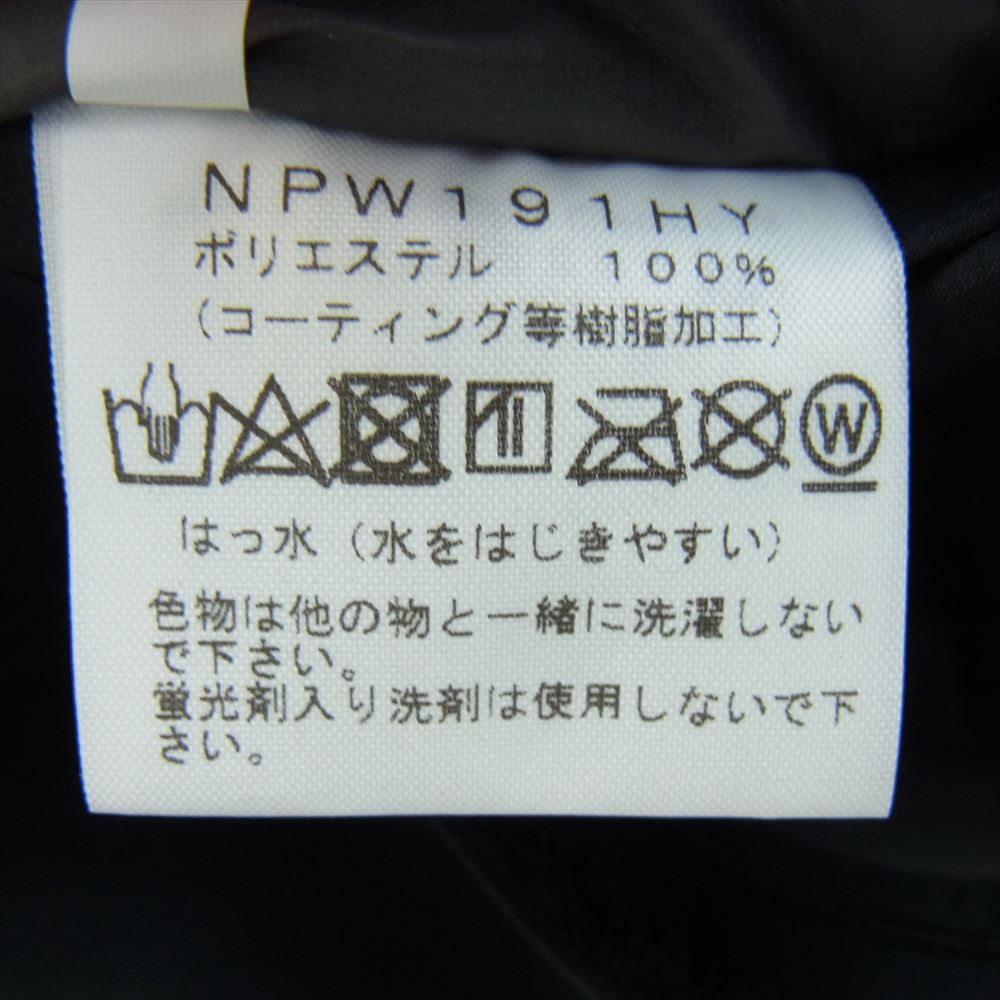 NPW191HY
ポリエステル 100%
(コーティング等樹脂加工)
W
はっ水(水をはじきやすい)
色物は他の物と一緒に洗濯しない
で下さい。
蛍光剤入り洗剤は使用しないで下
さい。